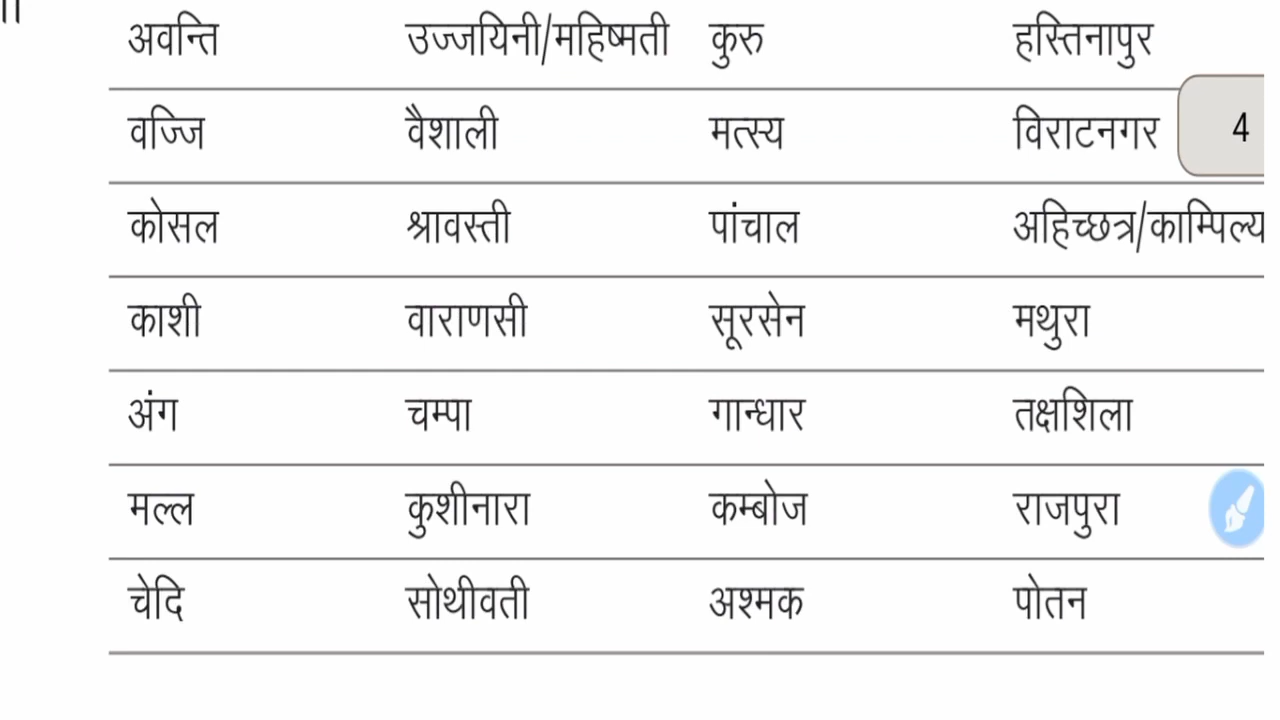 अवन्ति उज्जयिनी/महिष्मती कुरु हस्तिनापुर
वज्जि वैशाली मत्स्य विराटनगर 4
कोसल श्रावस्ती पांचाल अहिच्छत्र/काम्पिल्य
काशी वाराणसी सूरसेन मथुरा
अंग चम्पा गान्धार तक्षशिला
मल्ल कुशीनारा कम्बोज राजपुरा
चेदि सोथीवती अश्मक पोतन